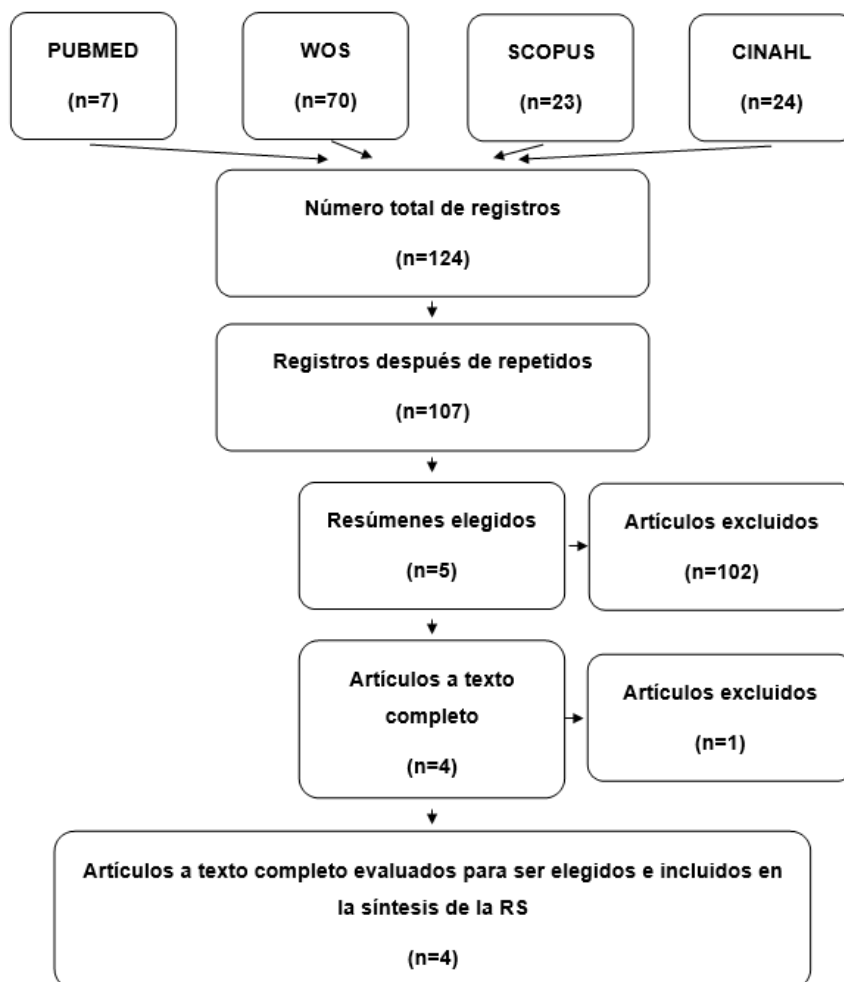 PUBMED
(n=7)
WOS
(n=70)
SCOPUS
(n=23)
CINAHL
(n=24)
Número total de registros
(n=124)
Registros después de repetidos
(n=107)
Resúmenes elegidos
(n=5)
Artículos excluidos
(n=102)
Artículos a texto
completo
(n=4)
Artículos excluidos
(n=1)
Artículos a texto completo evaluados para ser elegidos e incluidos en
la síntesis de la RS
(n=4)